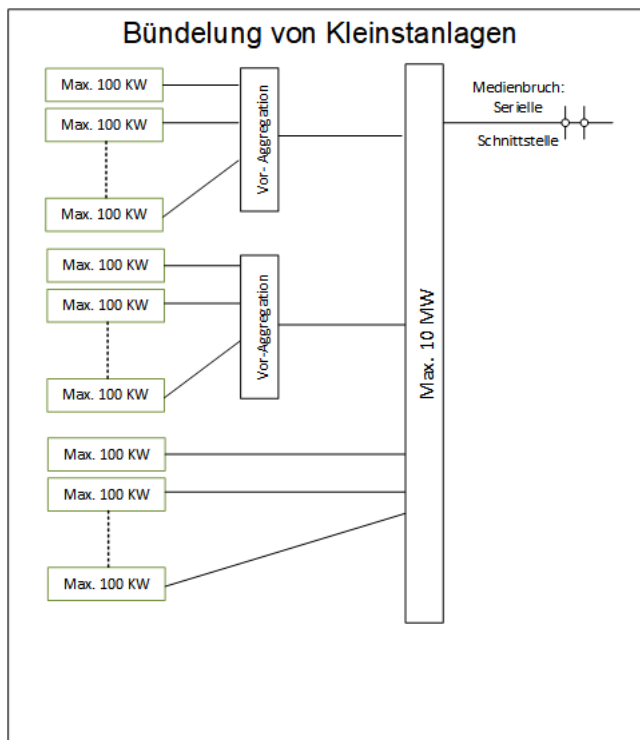 Bündelung von Kleinstanlagen
Max. 100 KW
Max. 100 KW
Max. 100 KW
Vor- Aggregation
Max. 100 KW
Max. 100 KW
Max. 100 KW
Vor-Aggregation
Max. 100 KW
Max. 100 KW
Max. 100 KW
Max. 10 MW
Medienbruch:
Serielle
Schnittstelle